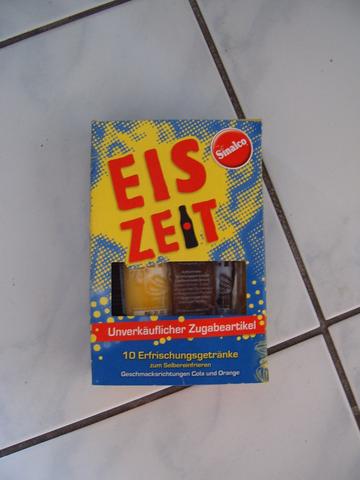 Sinalco
EIS
ZEIT
Unverkäuflicher Zugabeartikel
10 Erfrischungsgetränke
zum Selbereinfrieren
Geschmacksrichtungen Cola und Orange